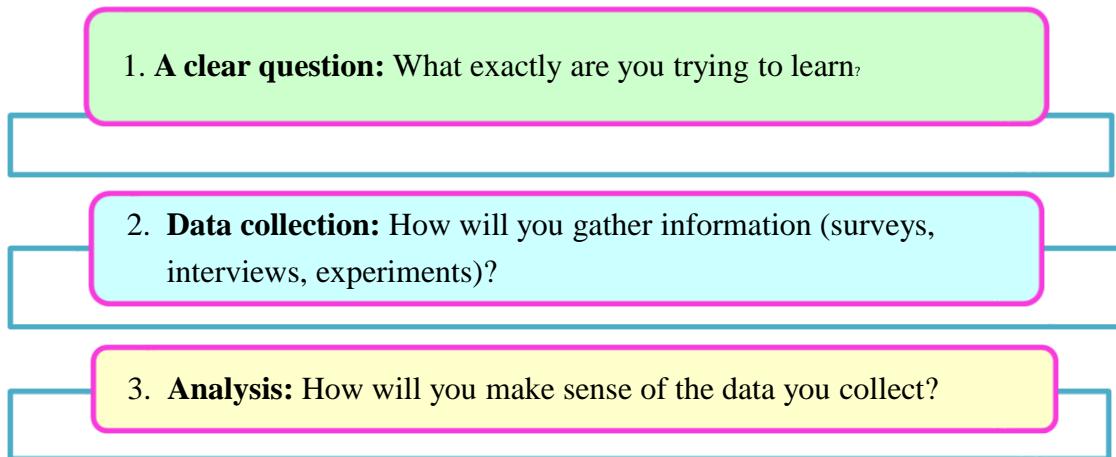 1. A clear question: What exactly are you trying to learn?
2. Data collection: How will you gather information (surveys,
interviews, experiments)?
3. Analysis: How will you make sense of the data you collect?